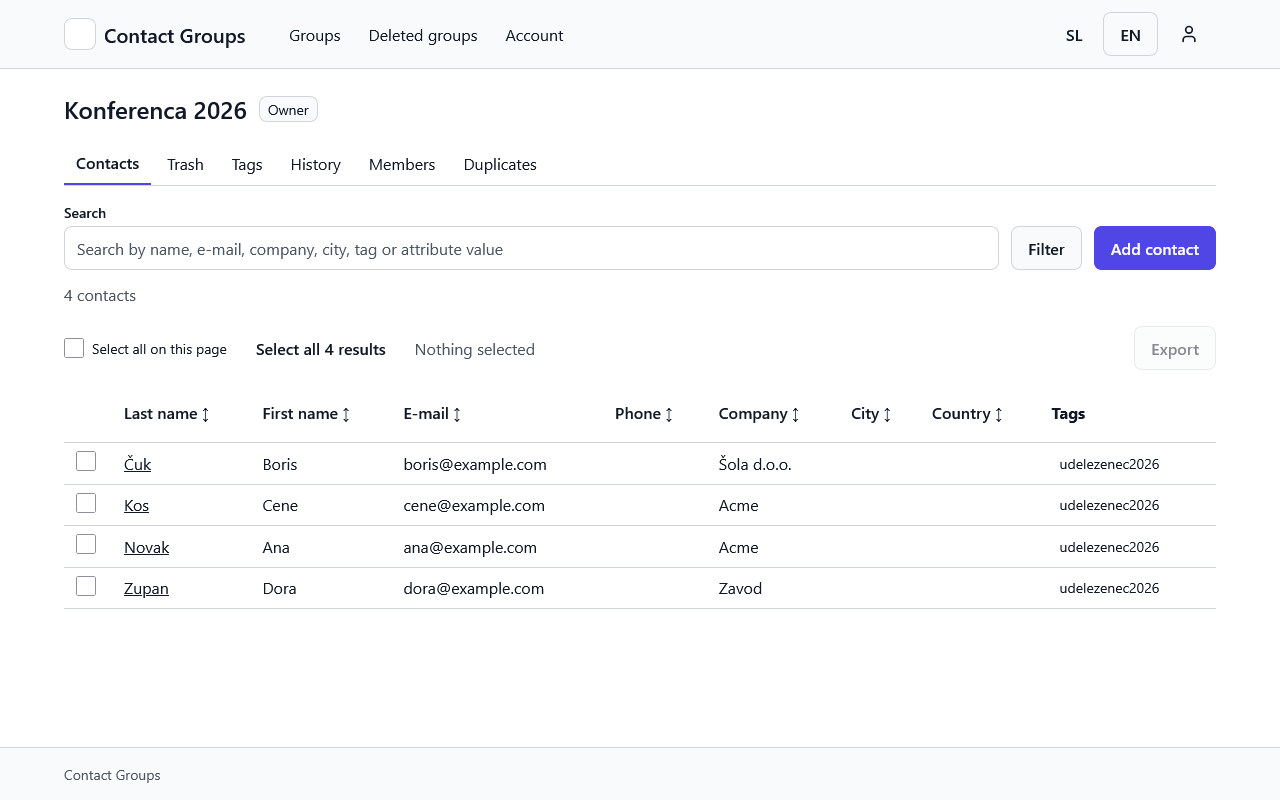 Contact Groups Groups Deleted groups Account SL EN
Konferenca 2026 Owner
Contacts Trash Tags History Members Duplicates
Search
Search by name, e-mail, company, city, tag or attribute value Filter Add contact
4 contacts
Select all on this page Select all 4 results Nothing selected Export
Last name ↕ First name ↕ E-mail ↕ Phone ↕ Company ↕ City ↕ Country ↕ Tags
Čuk Boris boris@example.com Šola d.o.o. udelezenec2026
Kos Cene cene@example.com Acme udelezenec2026
Novak Ana ana@example.com Acme udelezenec2026
Zupan Dora dora@example.com Zavod udelezenec2026
Contact Groups